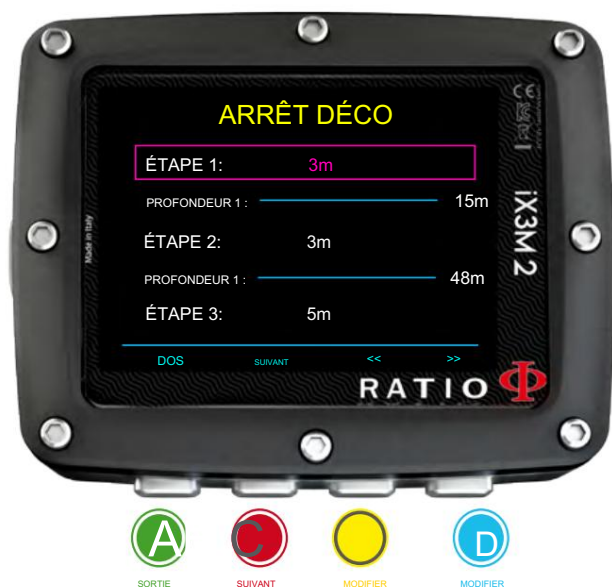 ARRÊT DÉCO
ÉTAPE 1: 3m
PROFONDEUR 1 : 15m
ÉTAPE 2: 3m
PROFONDEUR 1 : 48m
ÉTAPE 3: 5m
DOS SUIVANT << >>
Made in Italy
iX3M 2
RATIO
A C D
SORTIE SUIVANT MODIFIER MODIFIER